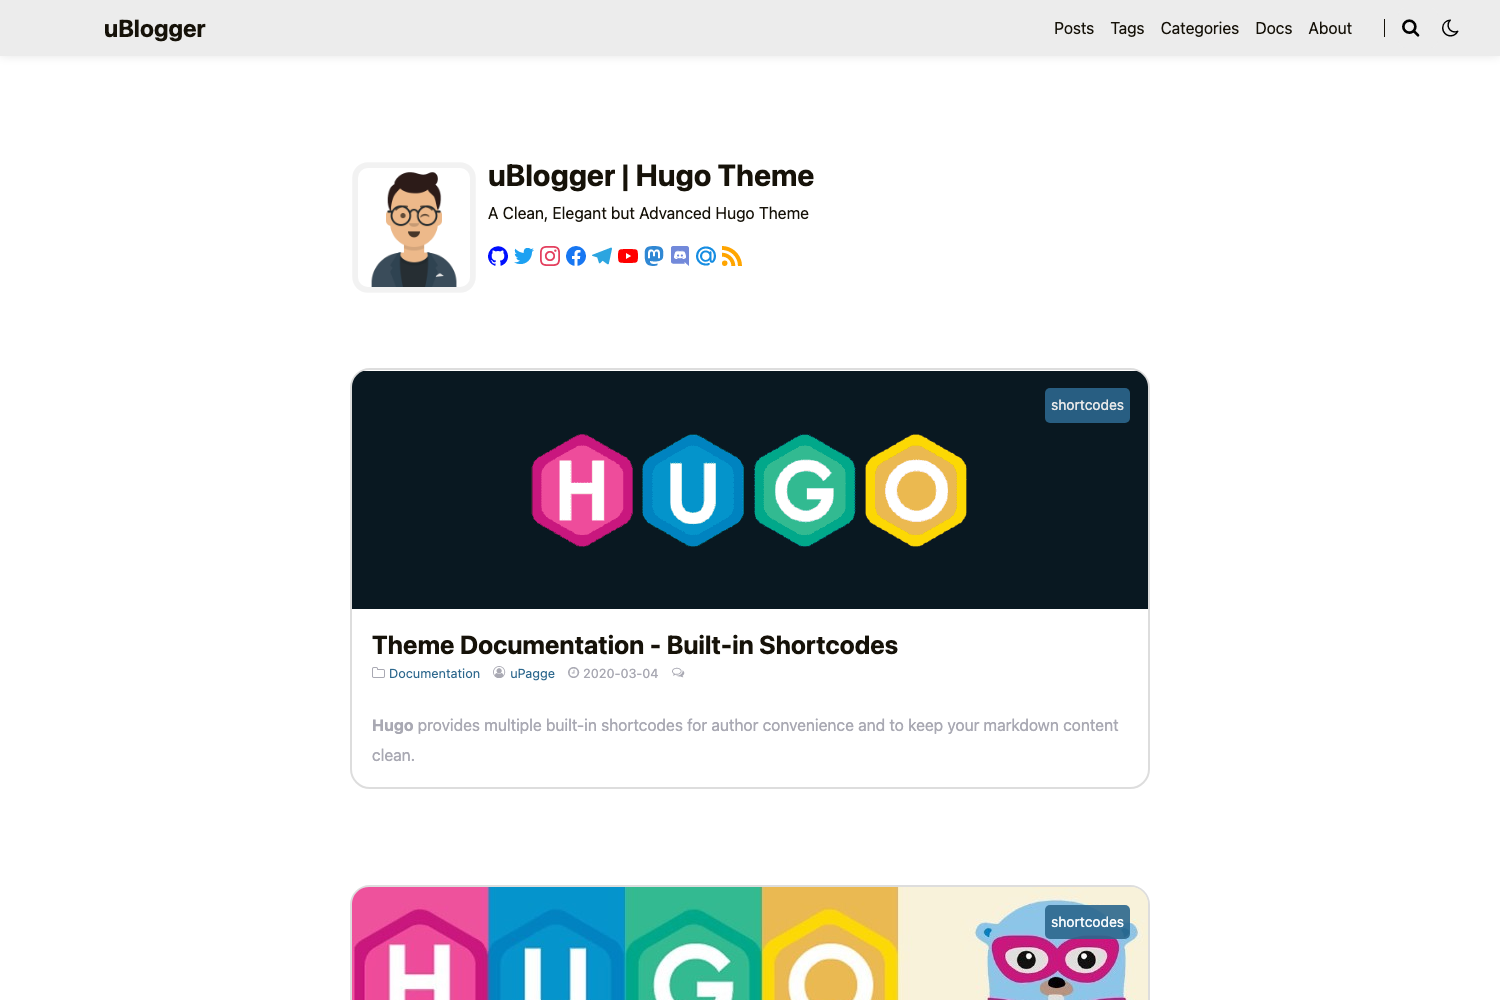 uBlogger
Posts Tags Categories Docs About
uBlogger | Hugo Theme
A Clean, Elegant but Advanced Hugo Theme
shortcodes
HUGO
Theme Documentation - Built-in Shortcodes
Documentation uPagge 2020-03-04
Hugo provides multiple built-in shortcodes for author convenience and to keep your markdown content
clean.
shortcodes
HUGO